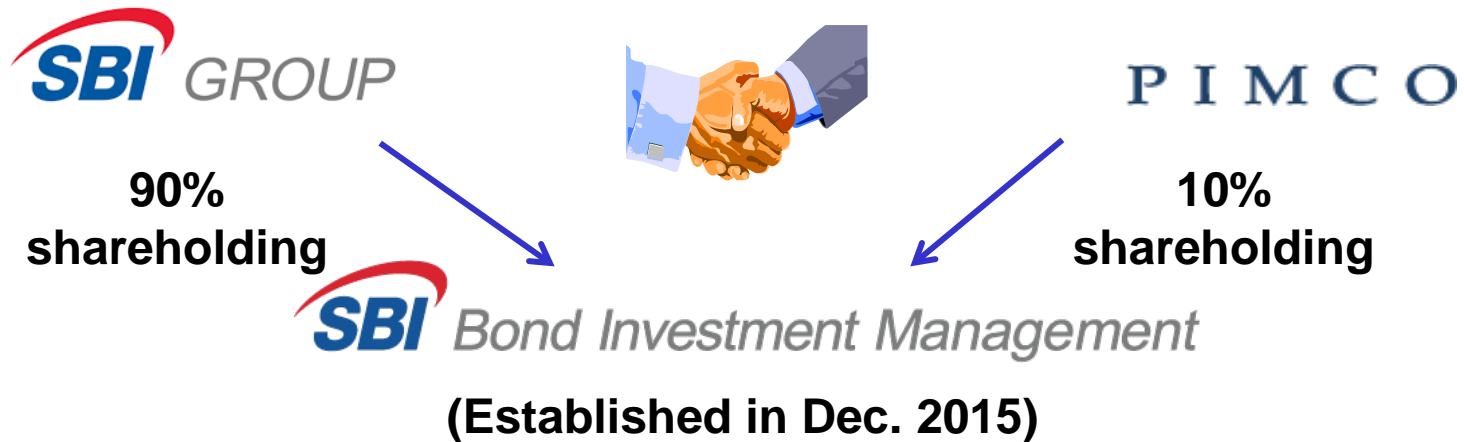 SBI GROUP
PIMCO
90%
shareholding
10%
shareholding
SBI Bond Investment Management
(Established in Dec. 2015)